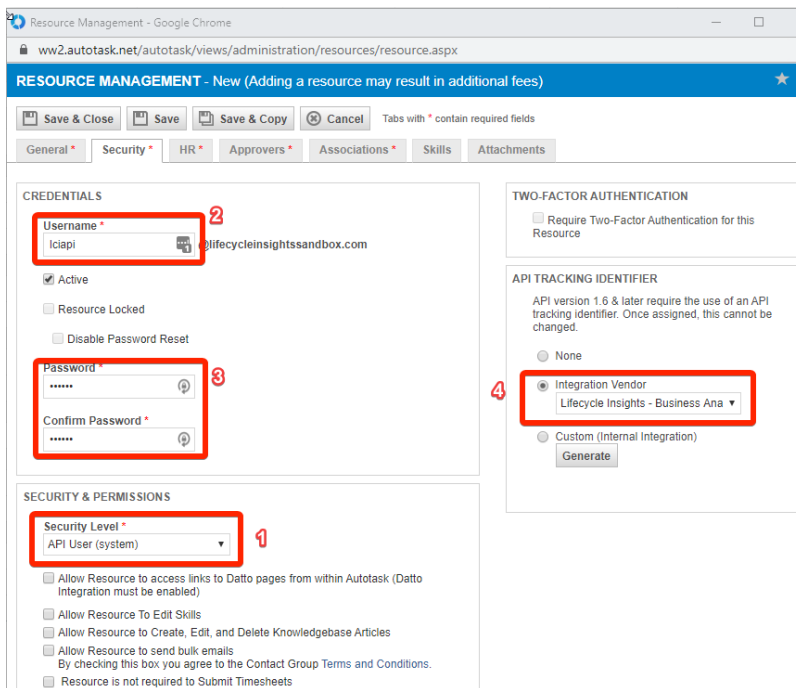 Resource Management - Google Chrome
ww2.autotask.net/autotask/views/administration/resources/resource.aspx
RESOURCE MANAGEMENT - New (Adding a resource may result in additional fees)
Save & Close Save Save & Copy Cancel Tabs with * contain required fields
General * Security * HR * Approvers * Associations * Skills Attachments
CREDENTIALS
2
Username *
lciapi @lifecycleinsightssandbox.com
Active
Resource Locked
Disable Password Reset
3
Password *
••••••
Confirm Password *
••••••
SECURITY & PERMISSIONS
1
Security Level *
API User (system)
Allow Resource to access links to Datto pages from within Autotask (Datto
Integration must be enabled)
Allow Resource To Edit Skills
Allow Resource to Create, Edit, and Delete Knowledgebase Articles
Allow Resource to send bulk emails
By checking this box you agree to the Contact Group Terms and Conditions.
Resource is not required to Submit Timesheets
TWO-FACTOR AUTHENTICATION
Require Two-Factor Authentication for this
Resource
API TRACKING IDENTIFIER
API version 1.6 & later require the use of an API
tracking identifier. Once assigned, this cannot be
changed.
None
4
Integration Vendor
Lifecycle Insights - Business Ana
Custom (Internal Integration)
Generate